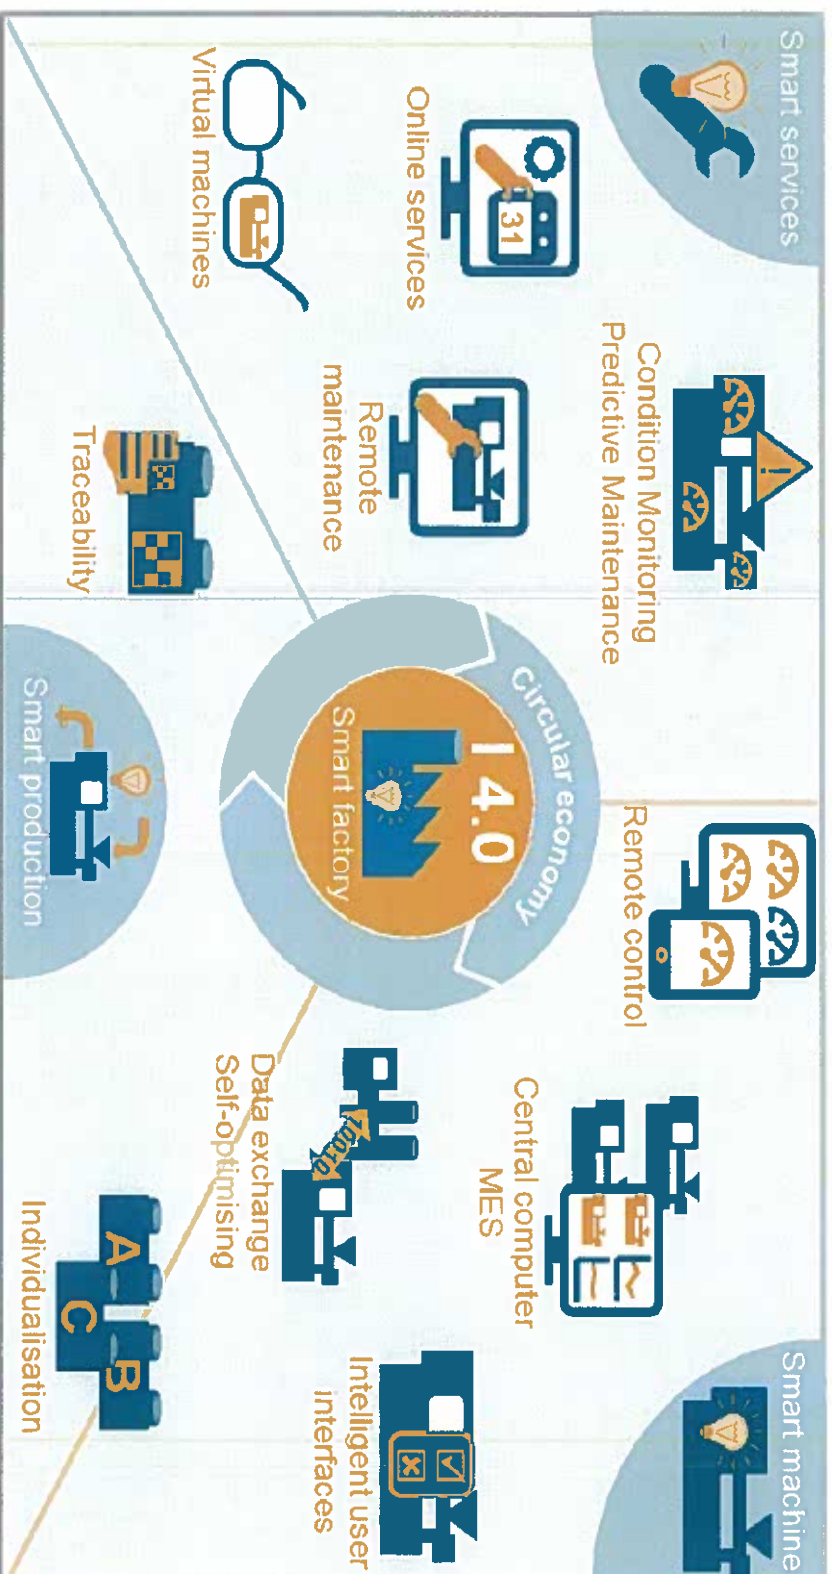 Smart services
Smart machine
Condition Monitoring
Predictive Maintenance
Remote control
Central computer
MES
Online services
31
Remote
maintenance
Circular economy
I 4.0
Smart factory
Intelligent user
interfaces
Virtual machines
Data exchange
Self-optimising
Traceability
Smart production
A
B
C
Individualisation